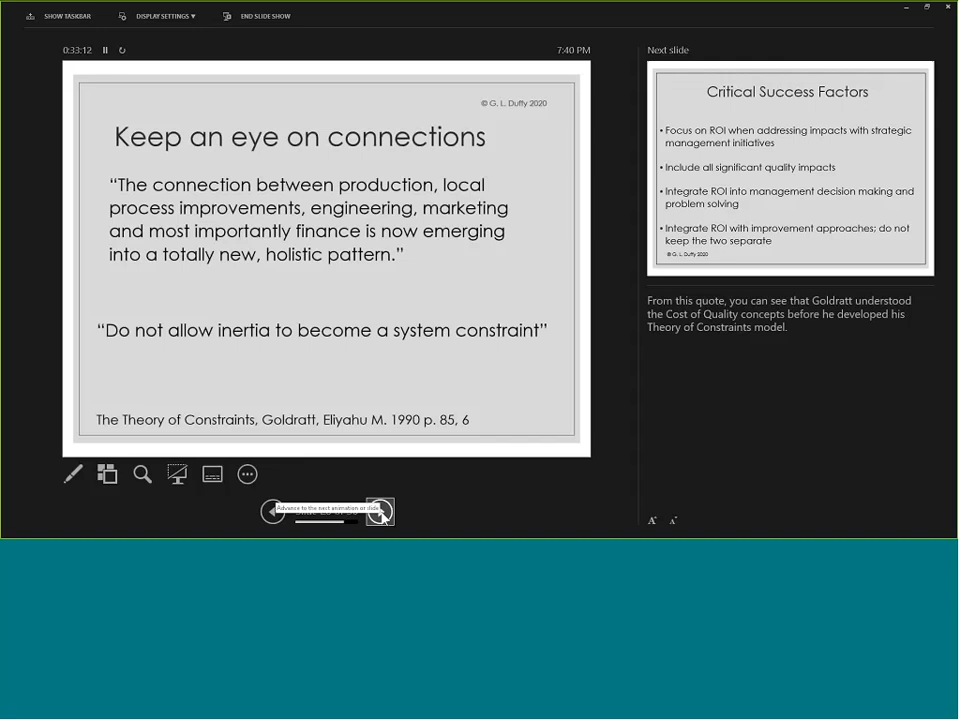 SHOW TASKBAR
DISPLAY SETTINGS ▼
END SLIDE SHOW
0:33:12
7:40 PM
© G. L. Duffy 2020
Keep an eye on connections
“The connection between production, local
process improvements, engineering, marketing
and most importantly finance is now emerging
into a totally new, holistic pattern.”
“Do not allow inertia to become a system constraint”
The Theory of Constraints, Goldratt, Eliyahu M. 1990 p. 85, 6
Advance to the next animation or slide
Next slide
Critical Success Factors
• Focus on ROI when addressing impacts with strategic
management initiatives
• Include all significant quality impacts
• Integrate ROI into management decision making and
problem solving
• Integrate ROI with improvement approaches; do not
keep the two separate
© G. L. Duffy 2020
From this quote, you can see that Goldratt understood
the Cost of Quality concepts before he developed his
Theory of Constraints model.
A A